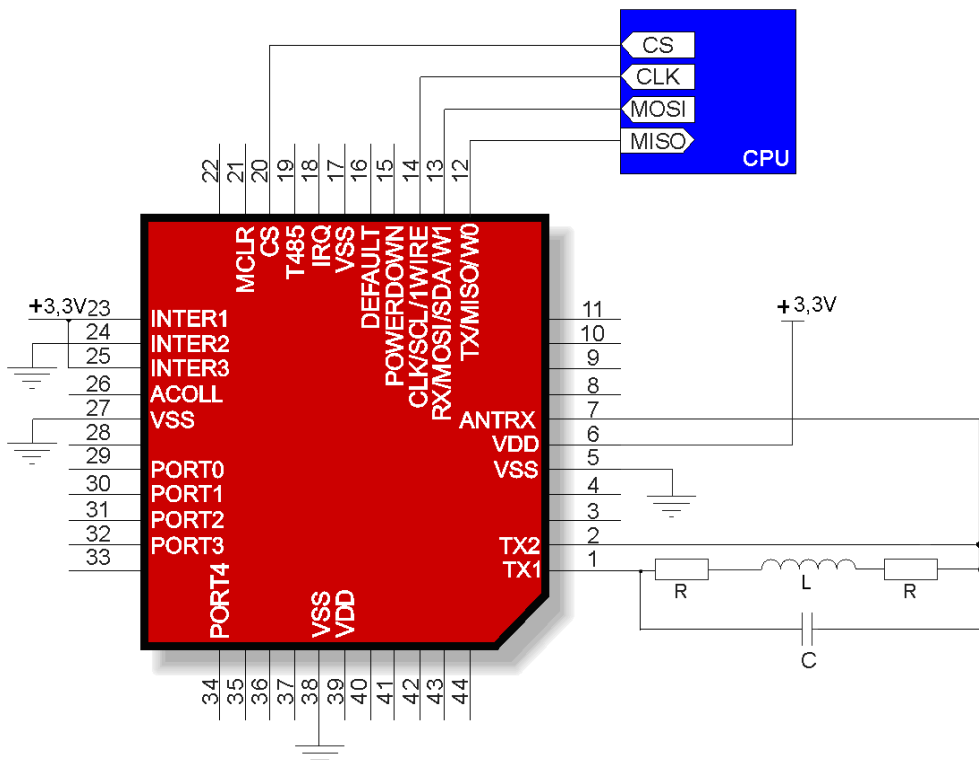 CS
CLK
MOSI
MISO
CPU
22
21
20
19
18
17
16
15
14
13
12
MCLR
CS
T485
IRQ
VSS
DEFAULT
POWERDOWN
CLK/SCL/1WIRE
RX/MOSI/SDA/W1
TX/MISO/W0
+3,3V
23
INTER1
24
INTER2
25
INTER3
26
ACOLL
27
VSS
28
29
PORT0
30
PORT1
31
PORT2
32
PORT3
33
11
10
9
8
7
ANTRX
6
VDD
5
VSS
4
3
2
TX2
1
TX1
+3,3V
R
L
R
C
PORT4
VSS
VDD
34
35
36
37
38
39
40
41
42
43
44